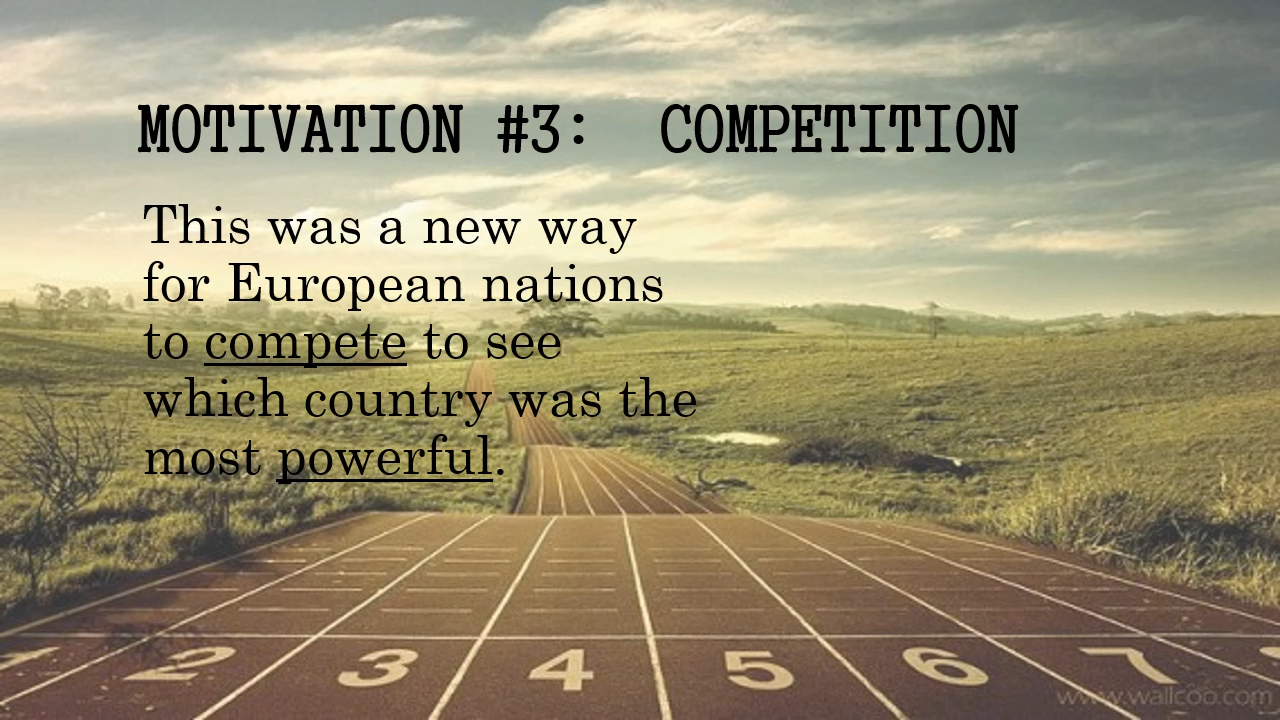 MOTIVATION #3: COMPETITION
This was a new way
for European nations
to compete to see
which country was the
most powerful.
1 2 3 4 5 6 7
www.wallcoo.com